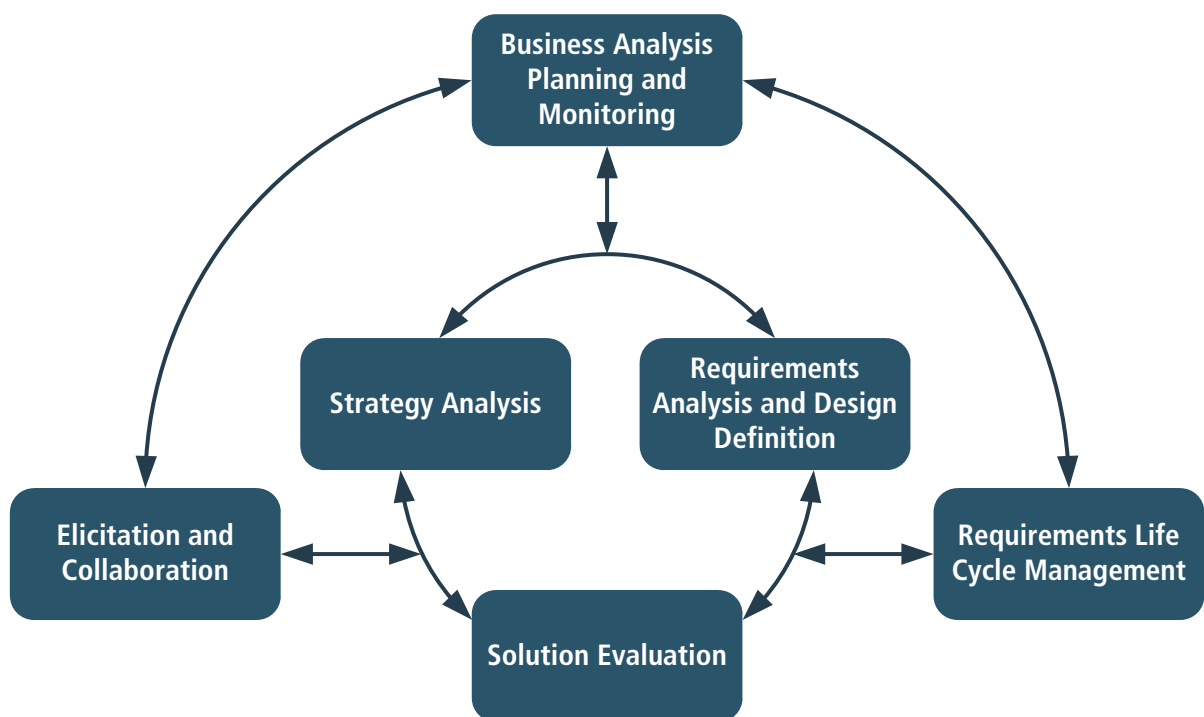 Business Analysis
Planning and
Monitoring
Strategy Analysis
Requirements
Analysis and Design
Definition
Elicitation and
Collaboration
Requirements Life
Cycle Management
Solution Evaluation